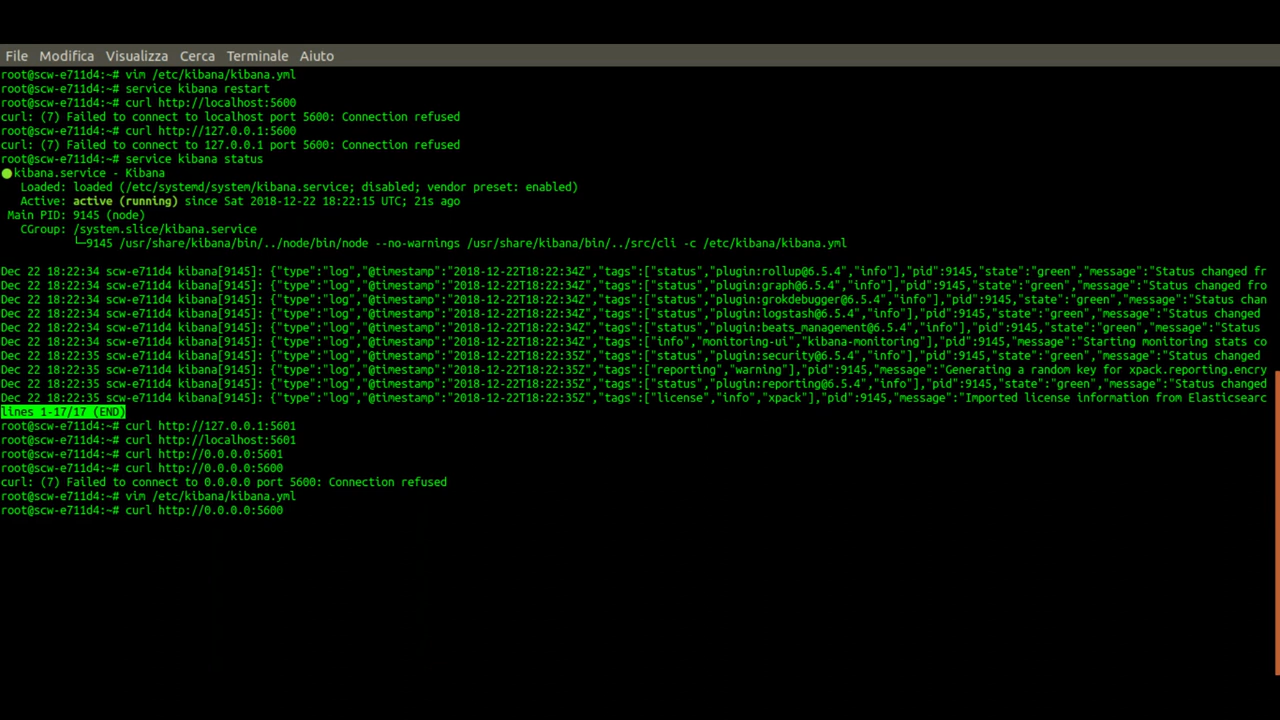 File Modifica Visualizza Cerca Terminale Aiuto
root@scw-e711d4:~# vim /etc/kibana/kibana.yml
root@scw-e711d4:~# service kibana restart
root@scw-e711d4:~# curl http://localhost:5600
curl: (7) Failed to connect to localhost port 5600: Connection refused
root@scw-e711d4:~# curl http://127.0.0.1:5600
curl: (7) Failed to connect to 127.0.0.1 port 5600: Connection refused
root@scw-e711d4:~# service kibana status
kibana.service - Kibana
Loaded: loaded (/etc/systemd/system/kibana.service; disabled; vendor preset: enabled)
Active: active (running) since Sat 2018-12-22 18:22:15 UTC; 21s ago
Main PID: 9145 (node)
CGroup: /system.slice/kibana.service
└─9145 /usr/share/kibana/bin/../node/bin/node --no-warnings /usr/share/kibana/bin/../src/cli -c /etc/kibana/kibana.yml
Dec 22 18:22:34 scw-e711d4 kibana[9145]: {"type":"log","@timestamp":"2018-12-22T18:22:34Z","tags":["status","plugin:rollup@6.5.4","info"],"pid":9145,"state":"green","message":"Status changed fr
Dec 22 18:22:34 scw-e711d4 kibana[9145]: {"type":"log","@timestamp":"2018-12-22T18:22:34Z","tags":["status","plugin:graph@6.5.4","info"],"pid":9145,"state":"green","message":"Status changed fro
Dec 22 18:22:34 scw-e711d4 kibana[9145]: {"type":"log","@timestamp":"2018-12-22T18:22:34Z","tags":["status","plugin:grokdebugger@6.5.4","info"],"pid":9145,"state":"green","message":"Status chan
Dec 22 18:22:34 scw-e711d4 kibana[9145]: {"type":"log","@timestamp":"2018-12-22T18:22:34Z","tags":["status","plugin:logstash@6.5.4","info"],"pid":9145,"state":"green","message":"Status changed
Dec 22 18:22:34 scw-e711d4 kibana[9145]: {"type":"log","@timestamp":"2018-12-22T18:22:34Z","tags":["status","plugin:beats_management@6.5.4","info"],"pid":9145,"state":"green","message":"Status
Dec 22 18:22:34 scw-e711d4 kibana[9145]: {"type":"log","@timestamp":"2018-12-22T18:22:34Z","tags":["info","monitoring-ui","kibana-monitoring"],"pid":9145,"message":"Starting monitoring stats co
Dec 22 18:22:35 scw-e711d4 kibana[9145]: {"type":"log","@timestamp":"2018-12-22T18:22:35Z","tags":["status","plugin:security@6.5.4","info"],"pid":9145,"state":"green","message":"Status changed
Dec 22 18:22:35 scw-e711d4 kibana[9145]: {"type":"log","@timestamp":"2018-12-22T18:22:35Z","tags":["reporting","warning"],"pid":9145,"message":"Generating a random key for xpack.reporting.encry
Dec 22 18:22:35 scw-e711d4 kibana[9145]: {"type":"log","@timestamp":"2018-12-22T18:22:35Z","tags":["status","plugin:reporting@6.5.4","info"],"pid":9145,"state":"green","message":"Status changed
Dec 22 18:22:35 scw-e711d4 kibana[9145]: {"type":"log","@timestamp":"2018-12-22T18:22:35Z","tags":["license","info","xpack"],"pid":9145,"message":"Imported license information from Elasticsearc
lines 1-17/17 (END)
root@scw-e711d4:~# curl http://127.0.0.1:5601
root@scw-e711d4:~# curl http://localhost:5601
root@scw-e711d4:~# curl http://0.0.0.0:5601
root@scw-e711d4:~# curl http://0.0.0.0:5600
curl: (7) Failed to connect to 0.0.0.0 port 5600: Connection refused
root@scw-e711d4:~# vim /etc/kibana/kibana.yml
root@scw-e711d4:~# curl http://0.0.0.0:5600